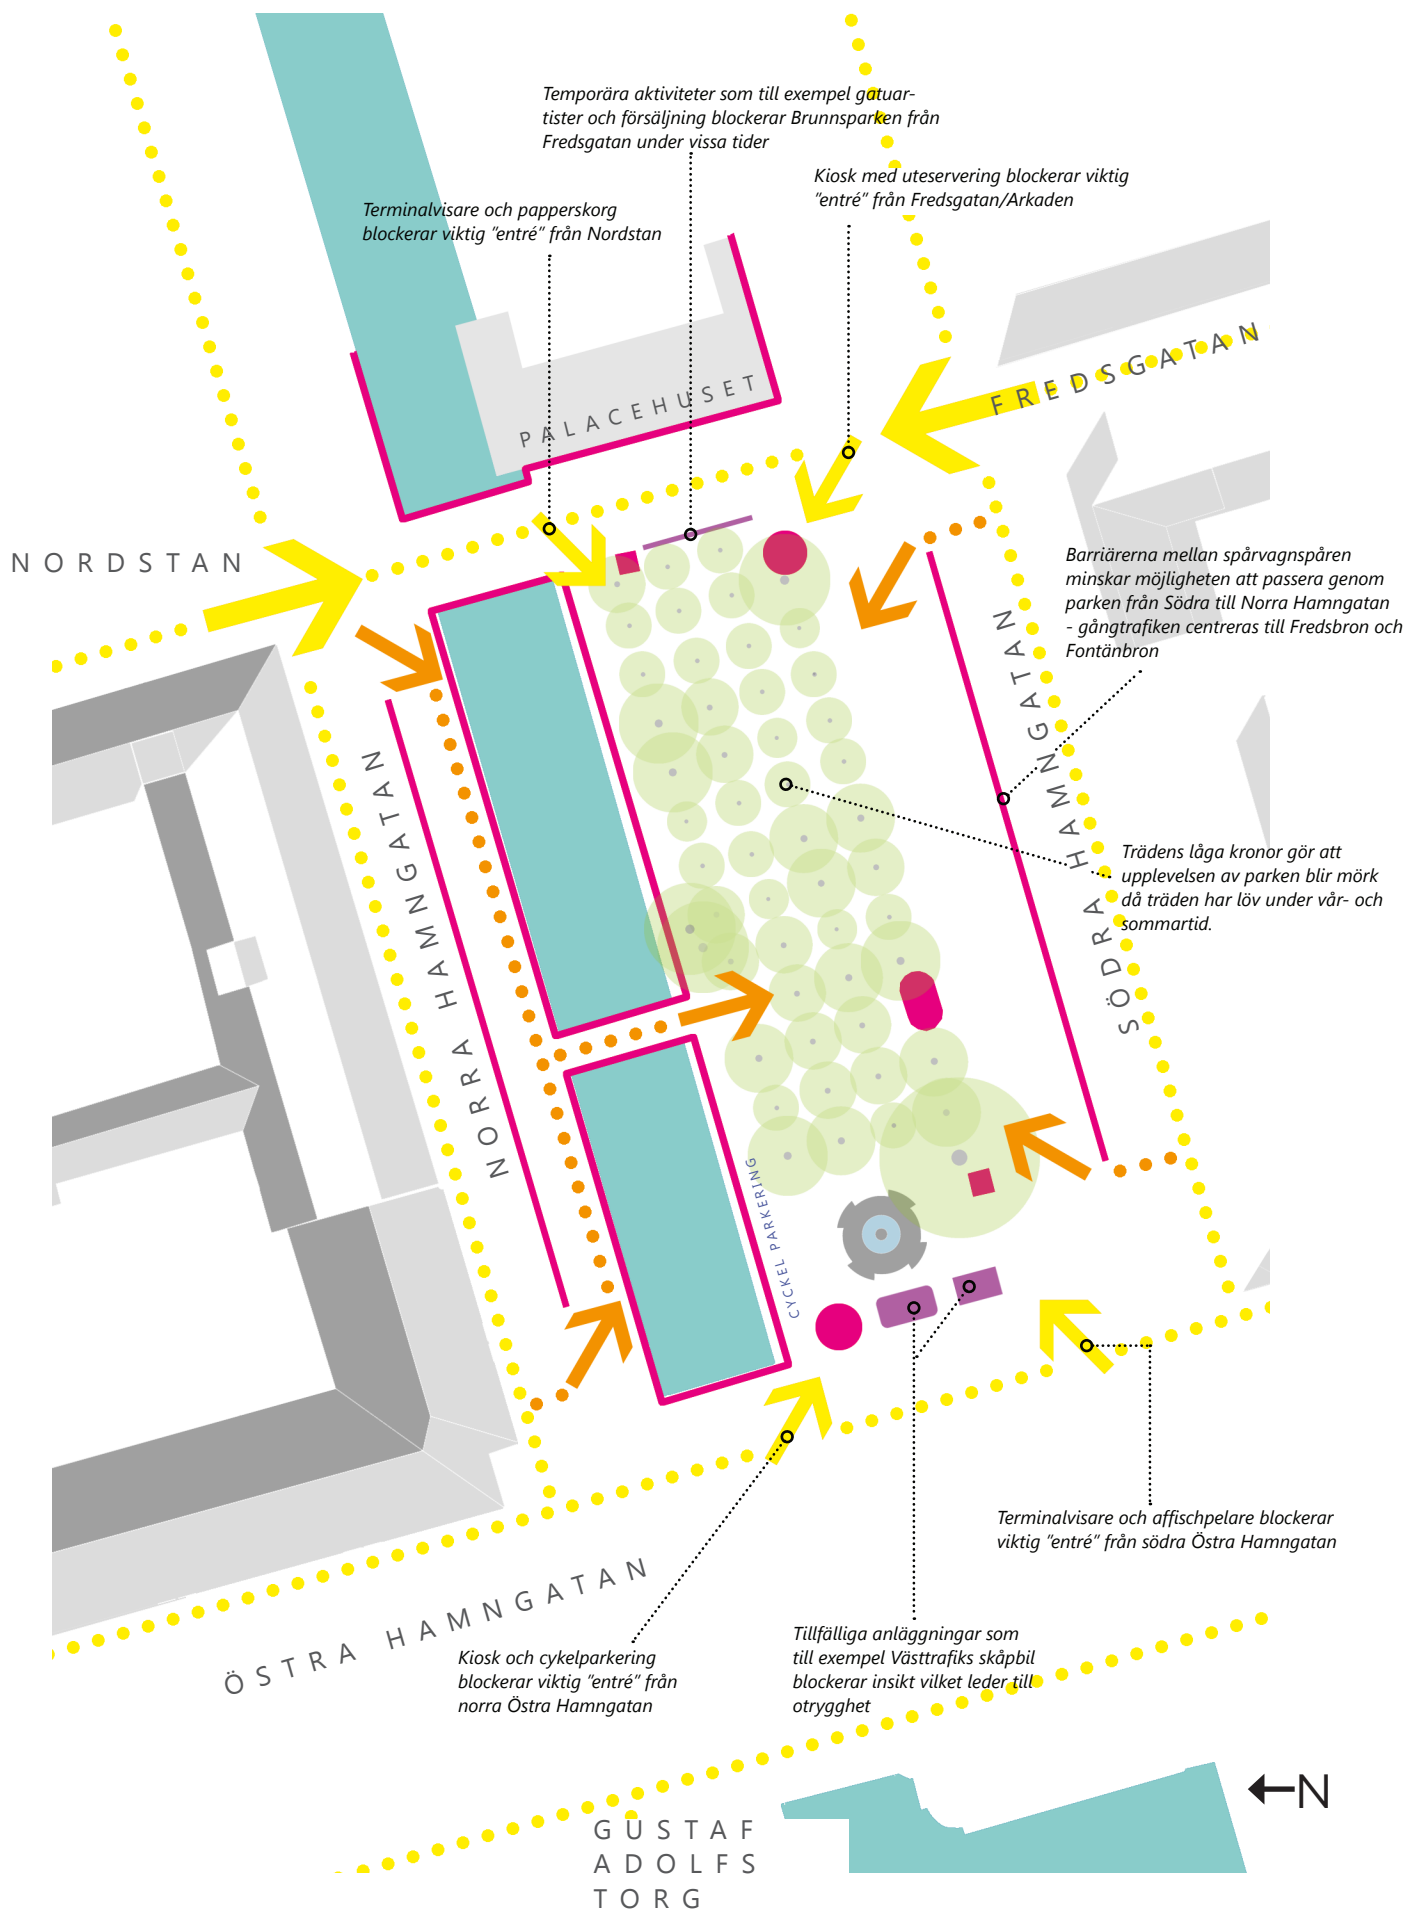 Temporära aktiviteter som till exempel gatuar-
tister och försäljning blockerar Brunnsparken från
Fredsgatan under vissa tider
Kiosk med uteservering blockerar viktig
”entré” från Fredsgatan/Arkaden
Terminalvisare och papperskorg
blockerar viktig ”entré” från Nordstan
FREDSGATAN
PALACEHUSET
NORDSTAN
Barriärerna mellan spårvagnspåren
minskar möjligheten att passera genom
parken från Södra till Norra Hamngatan
- gångtrafiken centreras till Fredsbron och
Fontänbron
NORRA HAMNGATAN
SÖDRA HAMNGATAN
Trädens låga kronor gör att
upplevelsen av parken blir mörk
då träden har löv under vår- och
sommartid.
CYCKEL PARKERING
Terminalvisare och affischpelare blockerar
viktig ”entré” från södra Östra Hamngatan
ÖSTRA HAMNGATAN
Kiosk och cykelparkering
blockerar viktig ”entré” från
norra Östra Hamngatan
Tillfälliga anläggningar som
till exempel Västtrafiks skåpbil
blockerar insikt vilket leder till
otrygghet
N
GUSTAF
ADOLFS
TORG